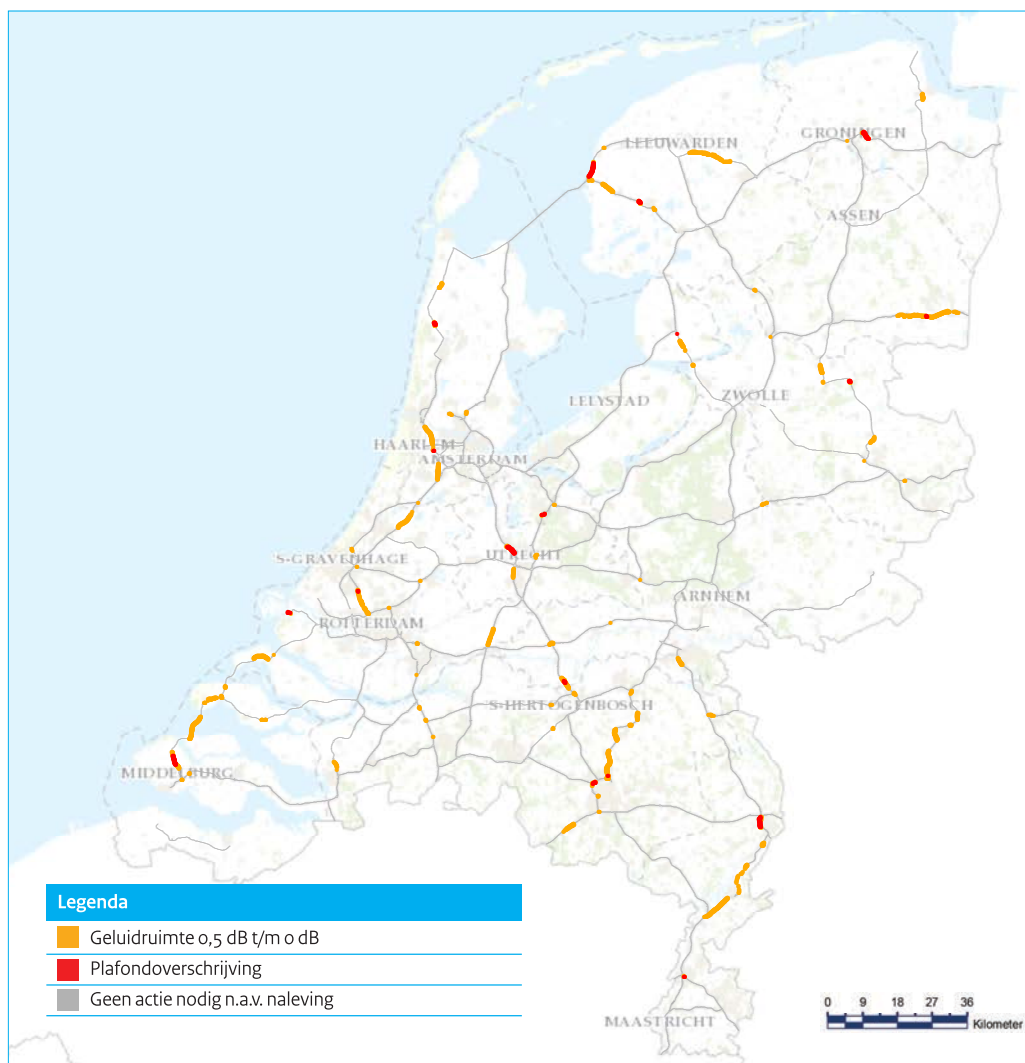 LEEUWARDEN
GRONINGEN
ASSEN
ZWOLLE
LELYSTAD
HAARLEM
AMSTERDAM
S-GRAVENHAGE
UTRECHT
ARNHEM
ROTTERDAM
S-HERTOGENBOSCH
MIDDELBURG
MAASTRICHT
Legenda
Geluidruimte 0,5 dB t/m 0 dB
Plafondoverschrijving
Geen actie nodig n.a.v. naleving
0 9 18 27 36
Kilometer